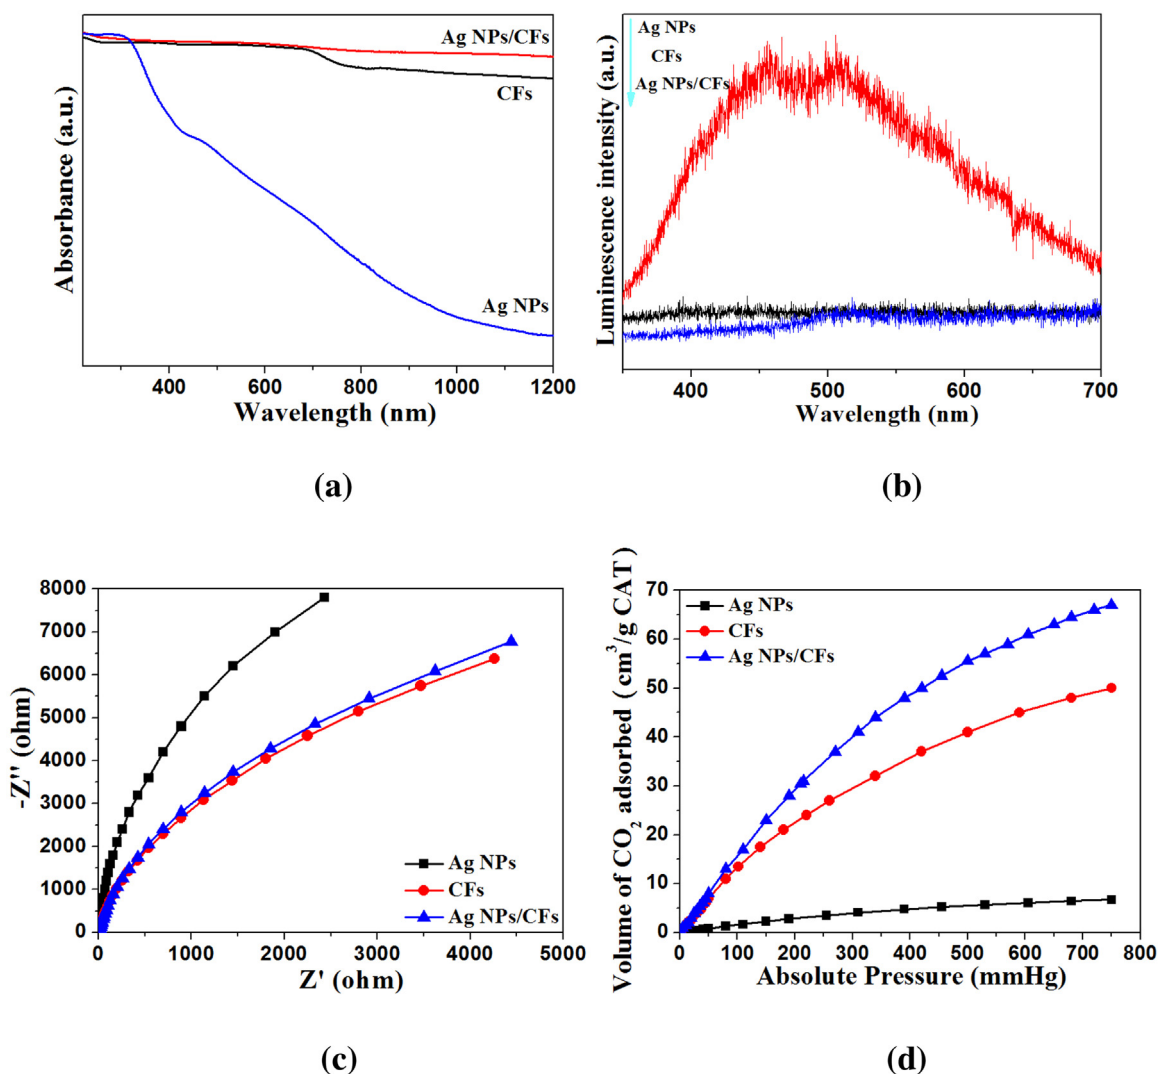 Absorbance (a.u.)
Ag NPs/CFs
CFs
Ag NPs
400 600 800 1000 1200
Wavelength (nm)
(a)
Luminescence intensity (a.u.)
Ag NPs
CFs
Ag NPs/CFs
400 500 600 700
Wavelength (nm)
(b)
-Z'' (ohm)
8000
7000
6000
5000
4000
3000
2000
1000
0
Ag NPs
CFs
Ag NPs/CFs
0 1000 2000 3000 4000 5000
Z' (ohm)
(c)
Volume of CO₂ adsorbed (cm³/g CAT)
70
60
50
40
30
20
10
0
Ag NPs
CFs
Ag NPs/CFs
0 100 200 300 400 500 600 700 800
Absolute Pressure (mmHg)
(d)